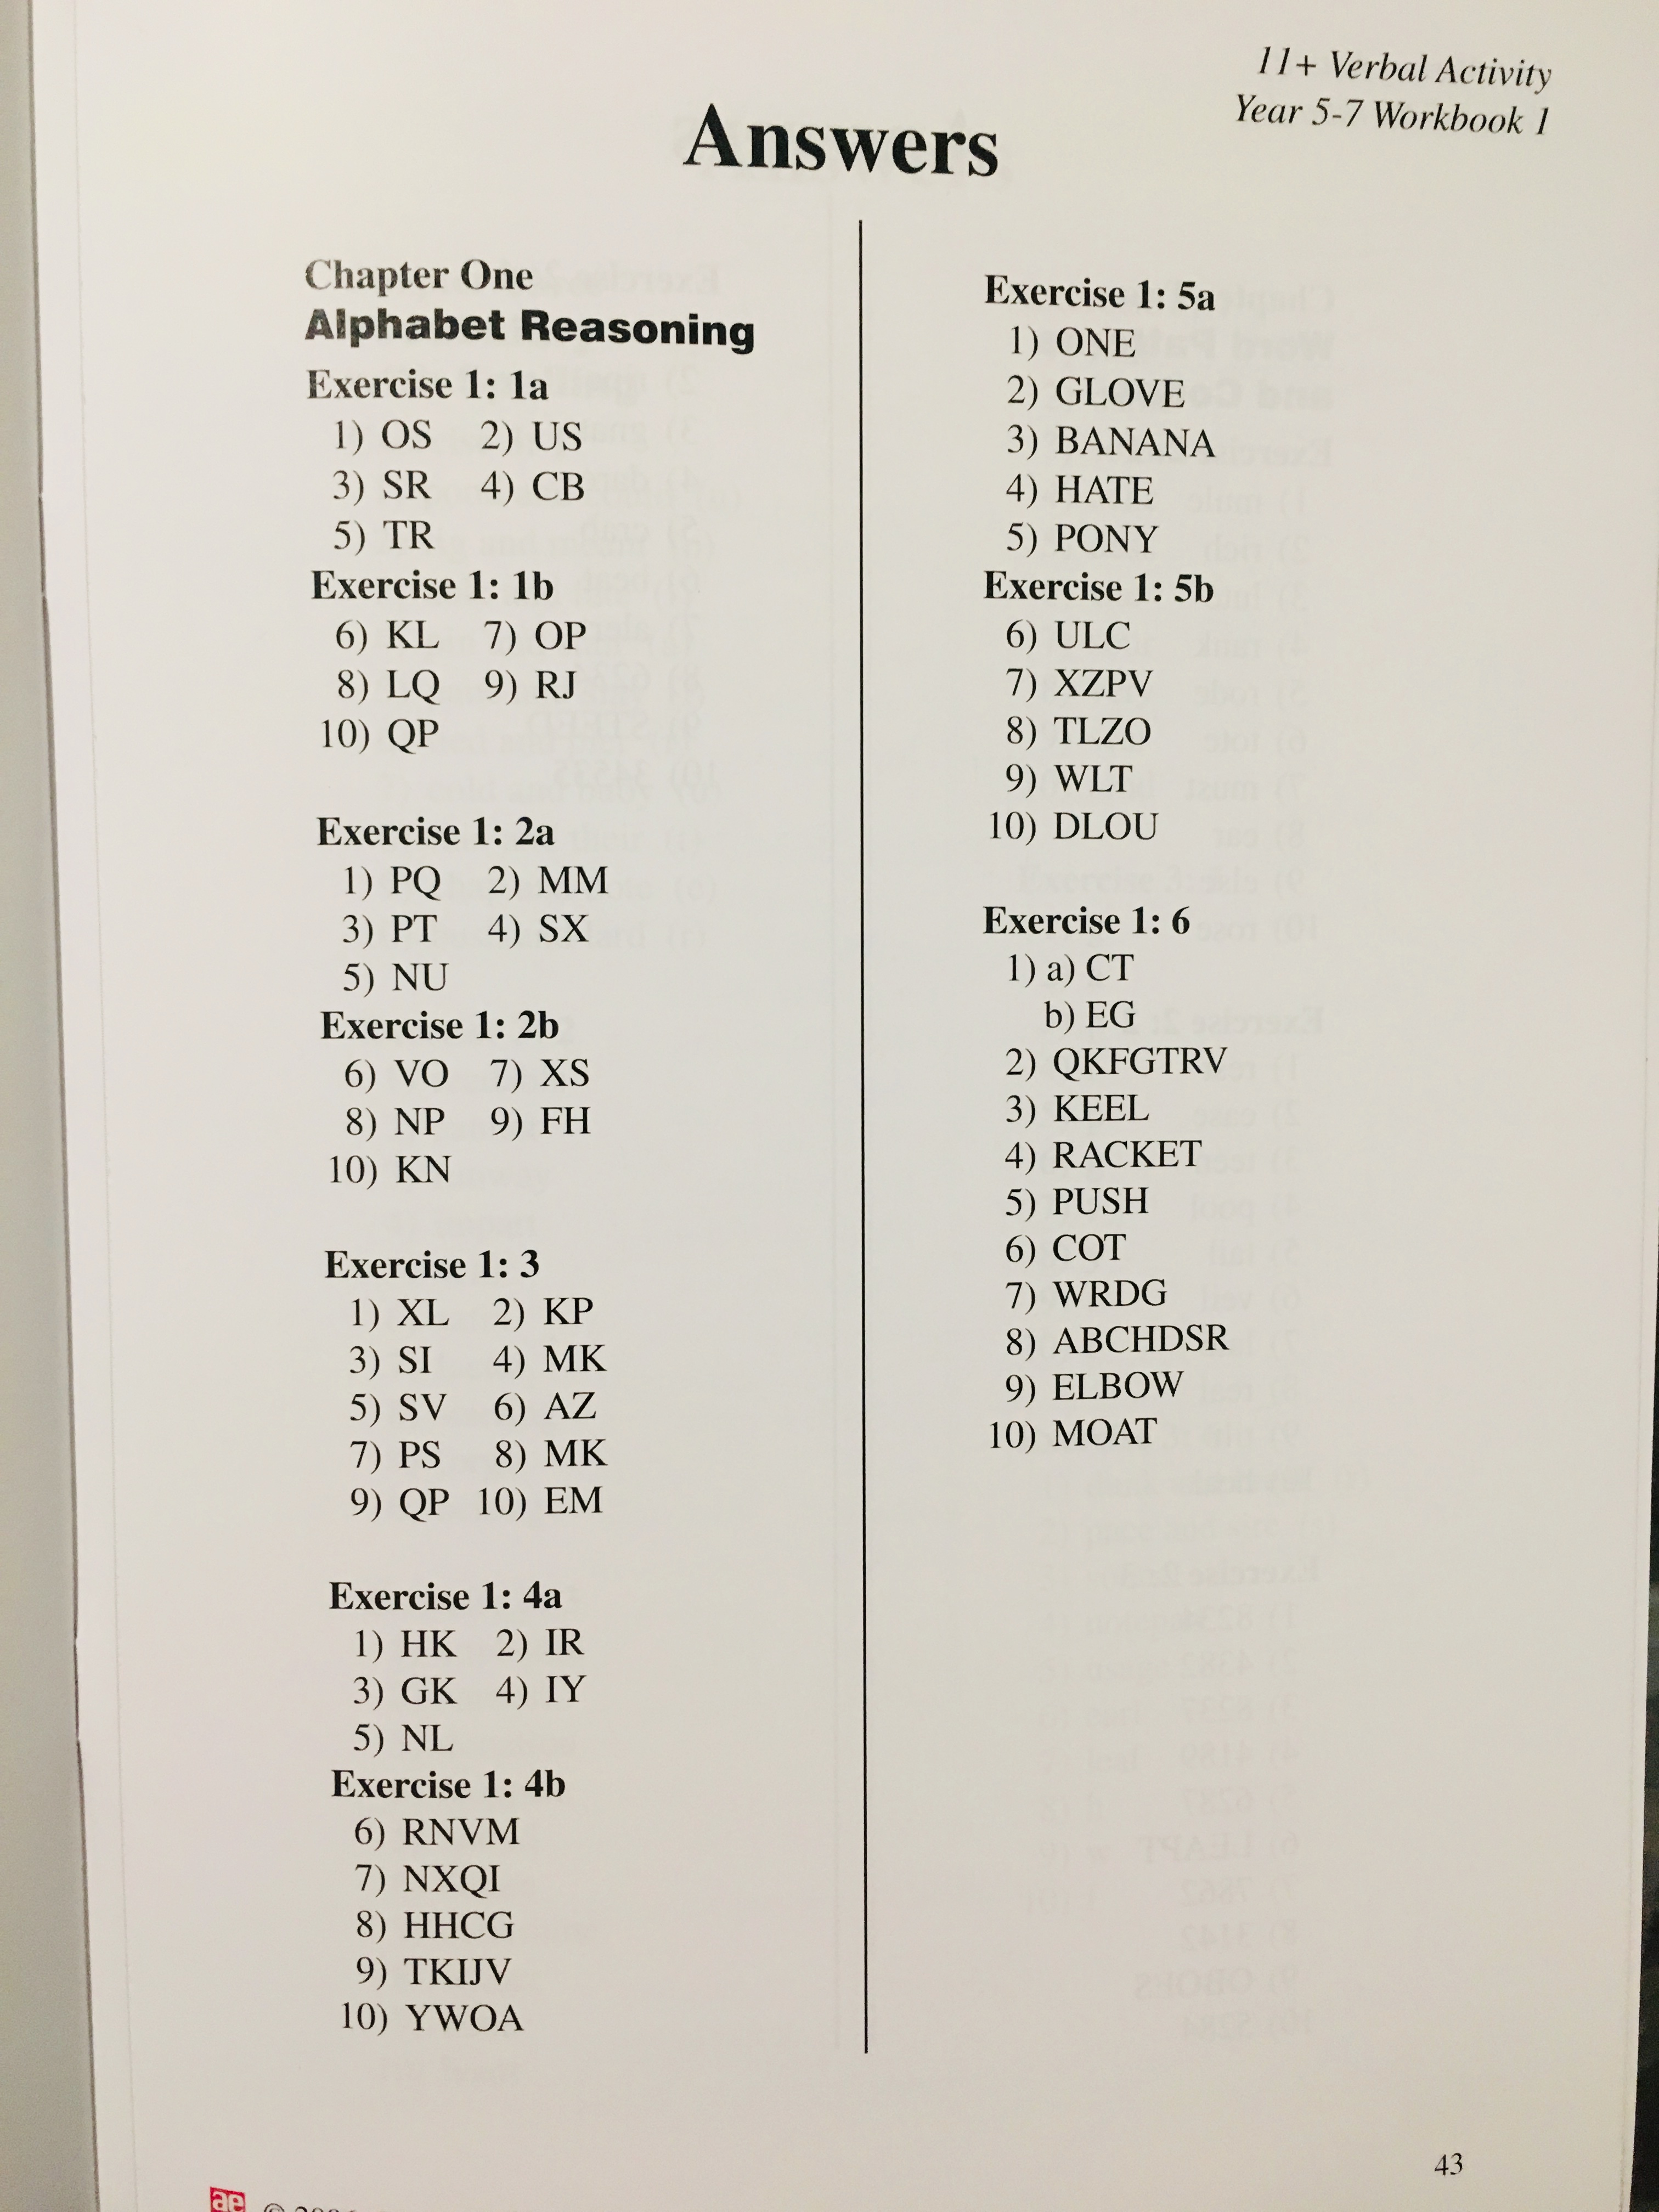 11+ Verbal Activity
Year 5-7 Workbook 1
Answers
Chapter One
Alphabet Reasoning
Exercise 1: 1a
1) OS 2) US
3) SR 4) CB
5) TR
Exercise 1: 1b
6) KL 7) OP
8) LQ 9) RJ
10) QP
Exercise 1: 2a
1) PQ 2) MM
3) PT 4) SX
5) NU
Exercise 1: 2b
6) VO 7) XS
8) NP 9) FH
10) KN
Exercise 1: 3
1) XL 2) KP
3) SI 4) MK
5) SV 6) AZ
7) PS 8) MK
9) QP 10) EM
Exercise 1: 4a
1) HK 2) IR
3) GK 4) IY
5) NL
Exercise 1: 4b
6) RNVM
7) NXQI
8) HHCG
9) TKIJV
10) YWOA
Exercise 1: 5a
1) ONE
2) GLOVE
3) BANANA
4) HATE
5) PONY
Exercise 1: 5b
6) ULC
7) XZPV
8) TLZO
9) WLT
10) DLOU
Exercise 1: 6
1) a) CT
b) EG
2) QKFGTRV
3) KEEL
4) RACKET
5) PUSH
6) COT
7) WRDG
8) ABCHDSR
9) ELBOW
10) MOAT
43
ae ©